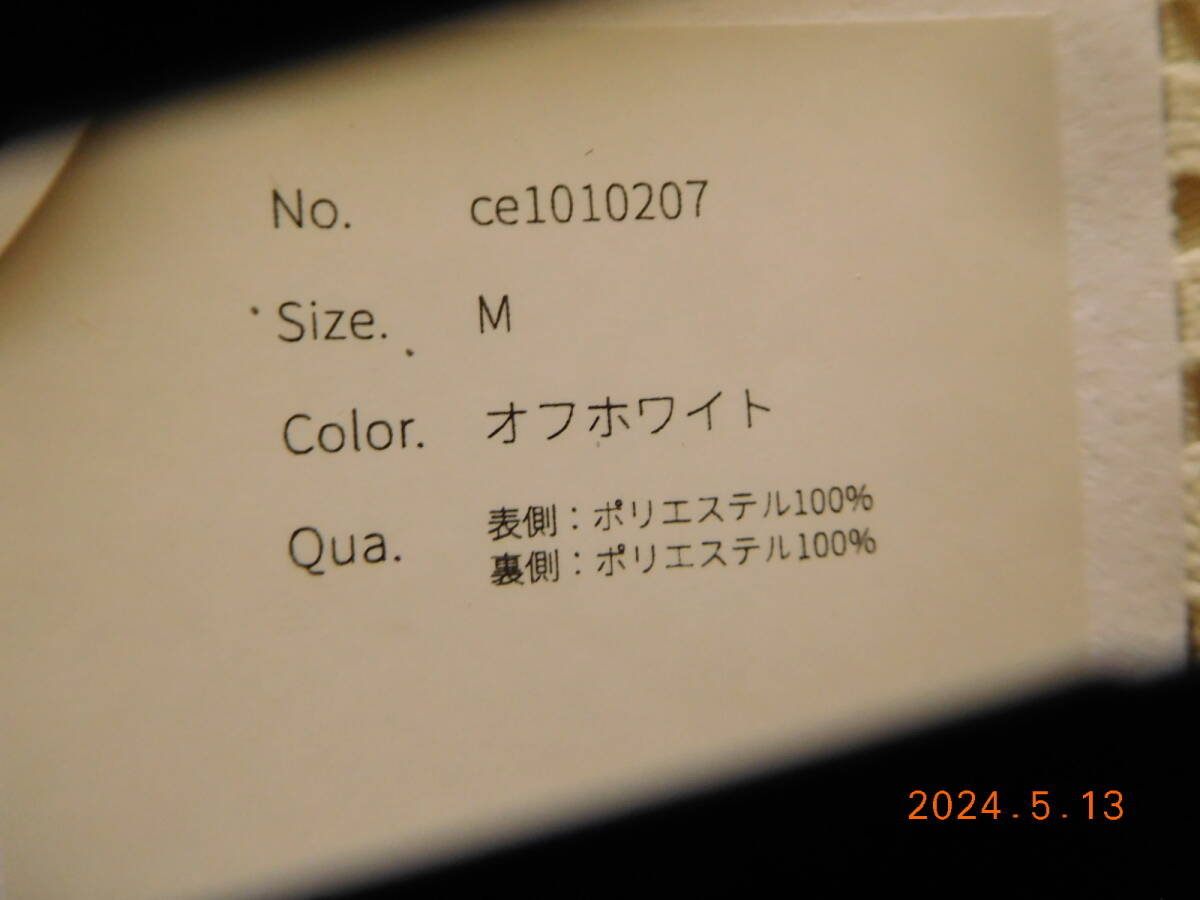 No. ce1010207
Size. M
Color. オフホワイト
Qua. 表側：ポリエステル100%
裏側：ポリエステル100%
2024.5.13